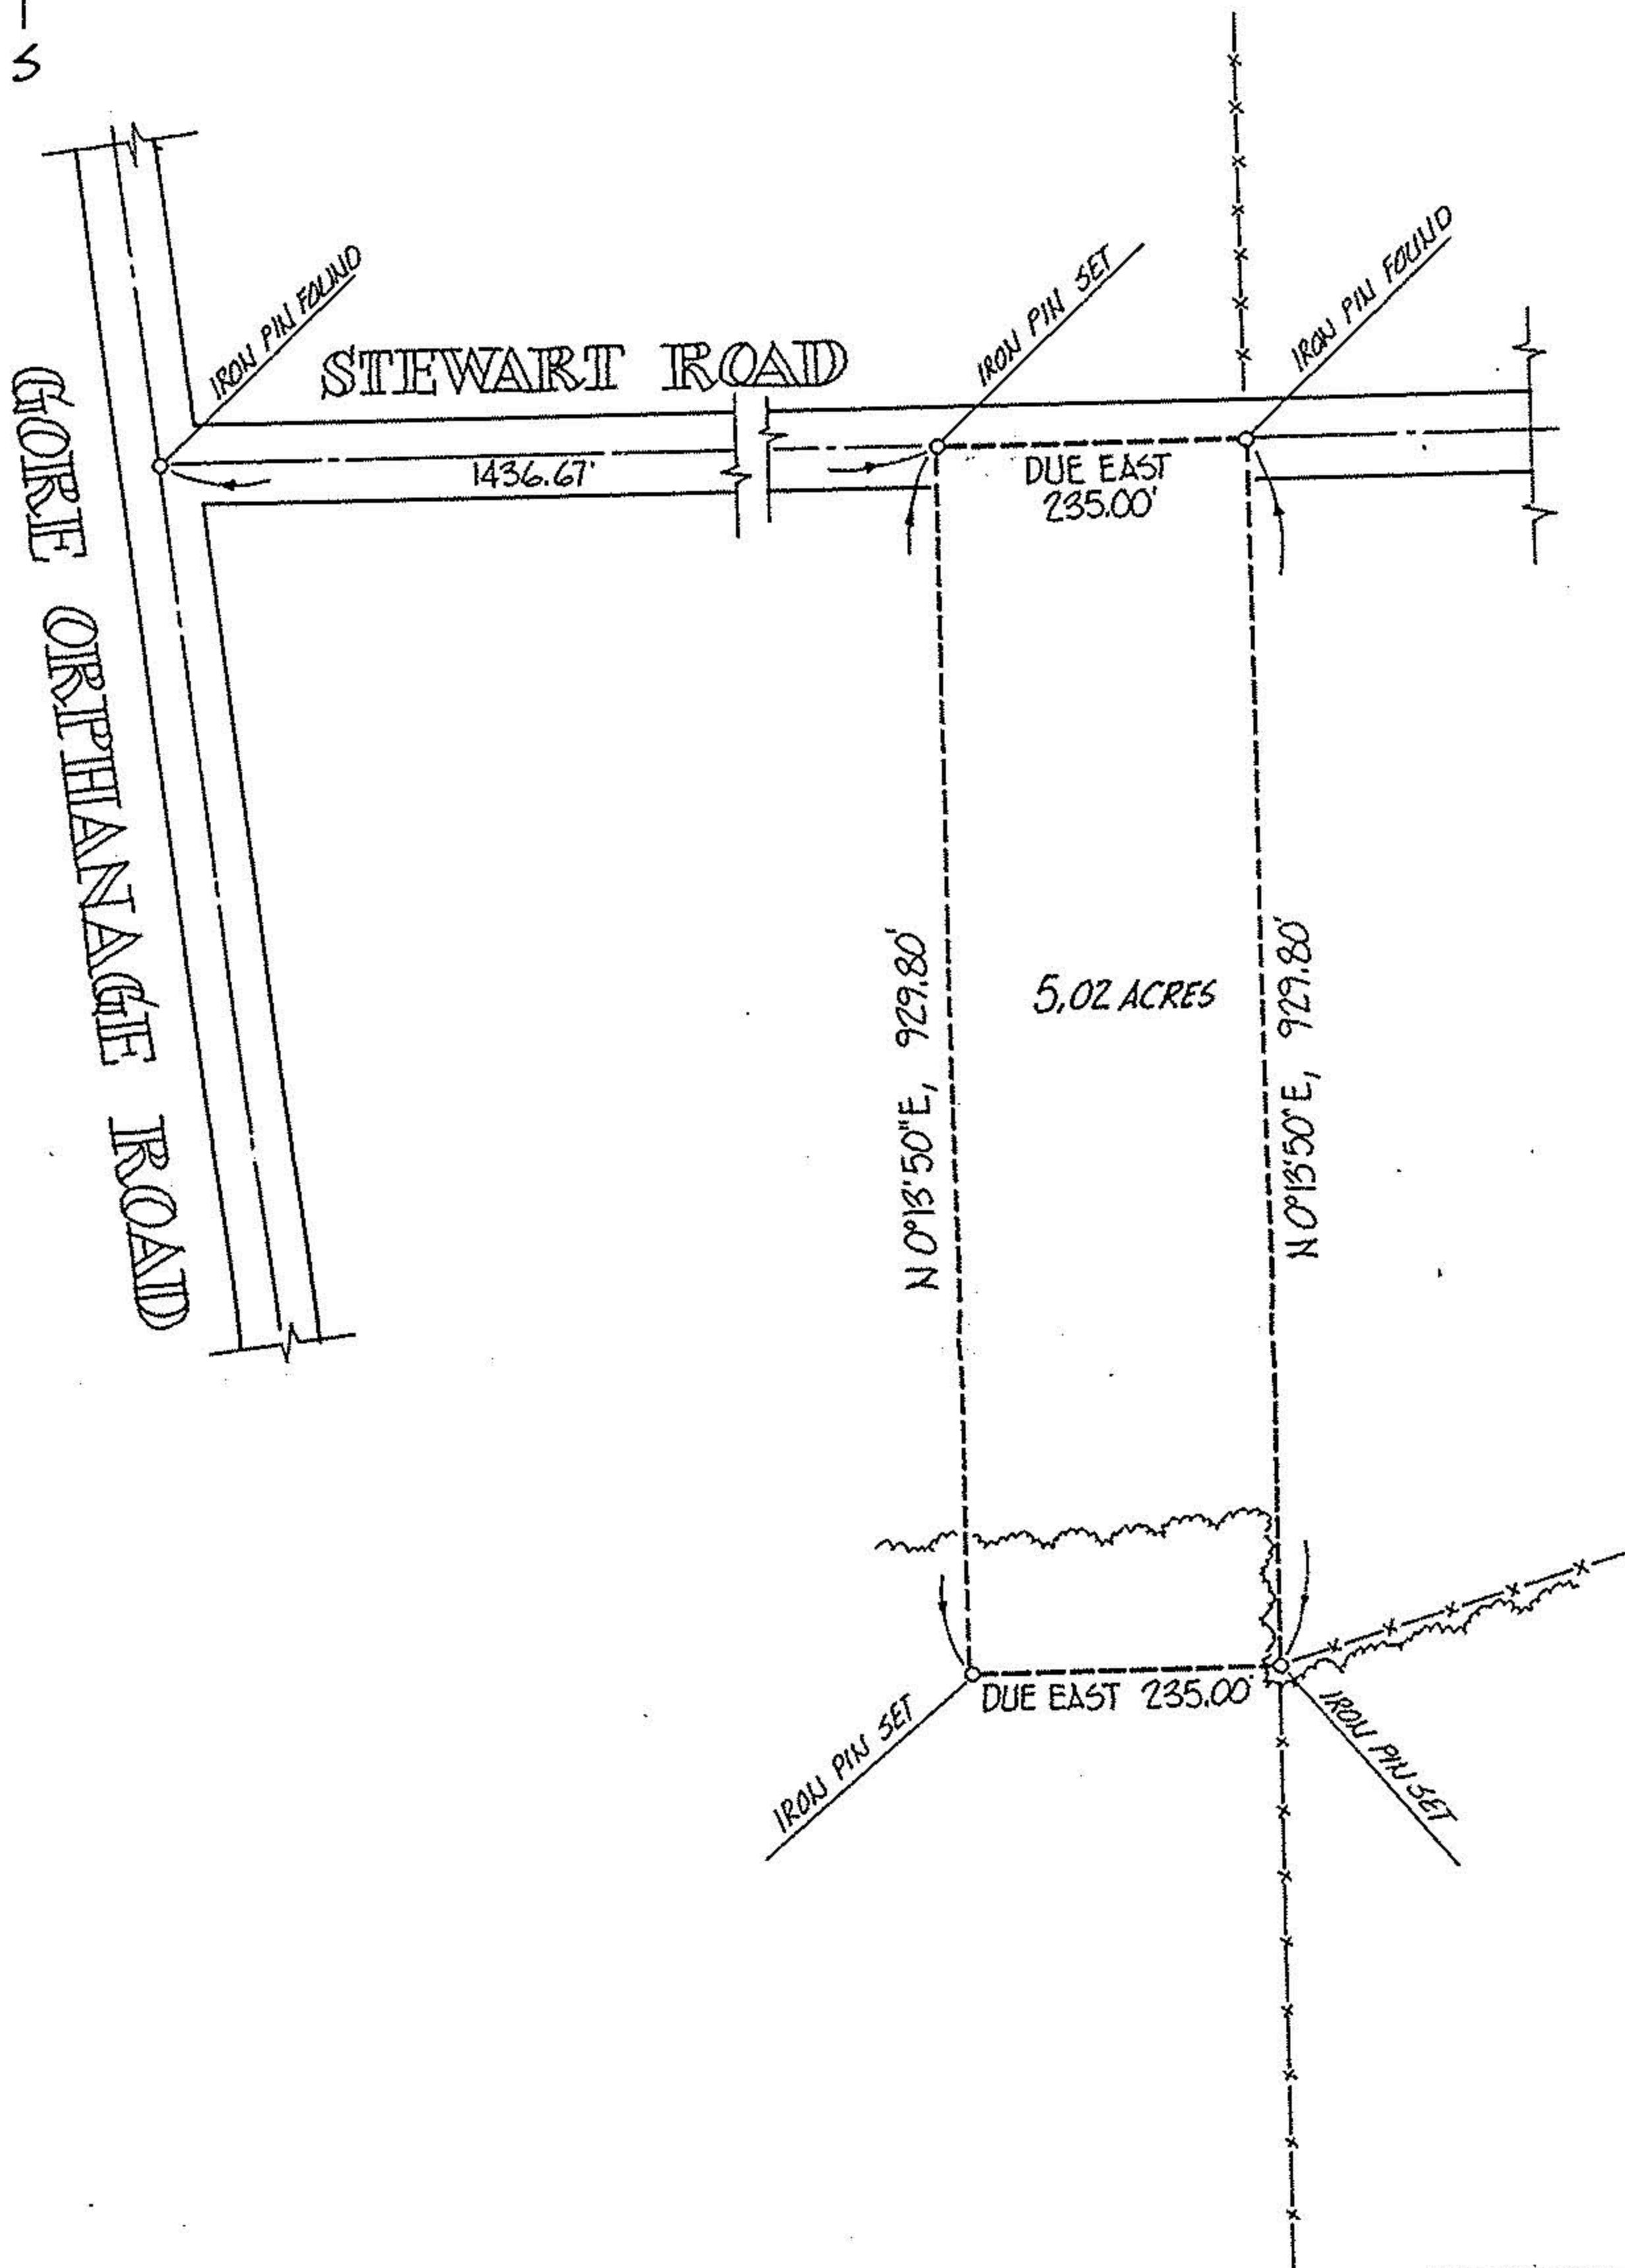 S
IRON PIN FOUND
STEWART ROAD
IRON PIN SET
IRON PIN FOUND
1436.67'
DUE EAST
235.00'
GORE ORPHANAGE ROAD
N 0°13'50"E, 929.80'
5.02 ACRES
N 0°13'50"E, 929.80'
DUE EAST 235.00'
IRON PIN SET
IRON PIN SET